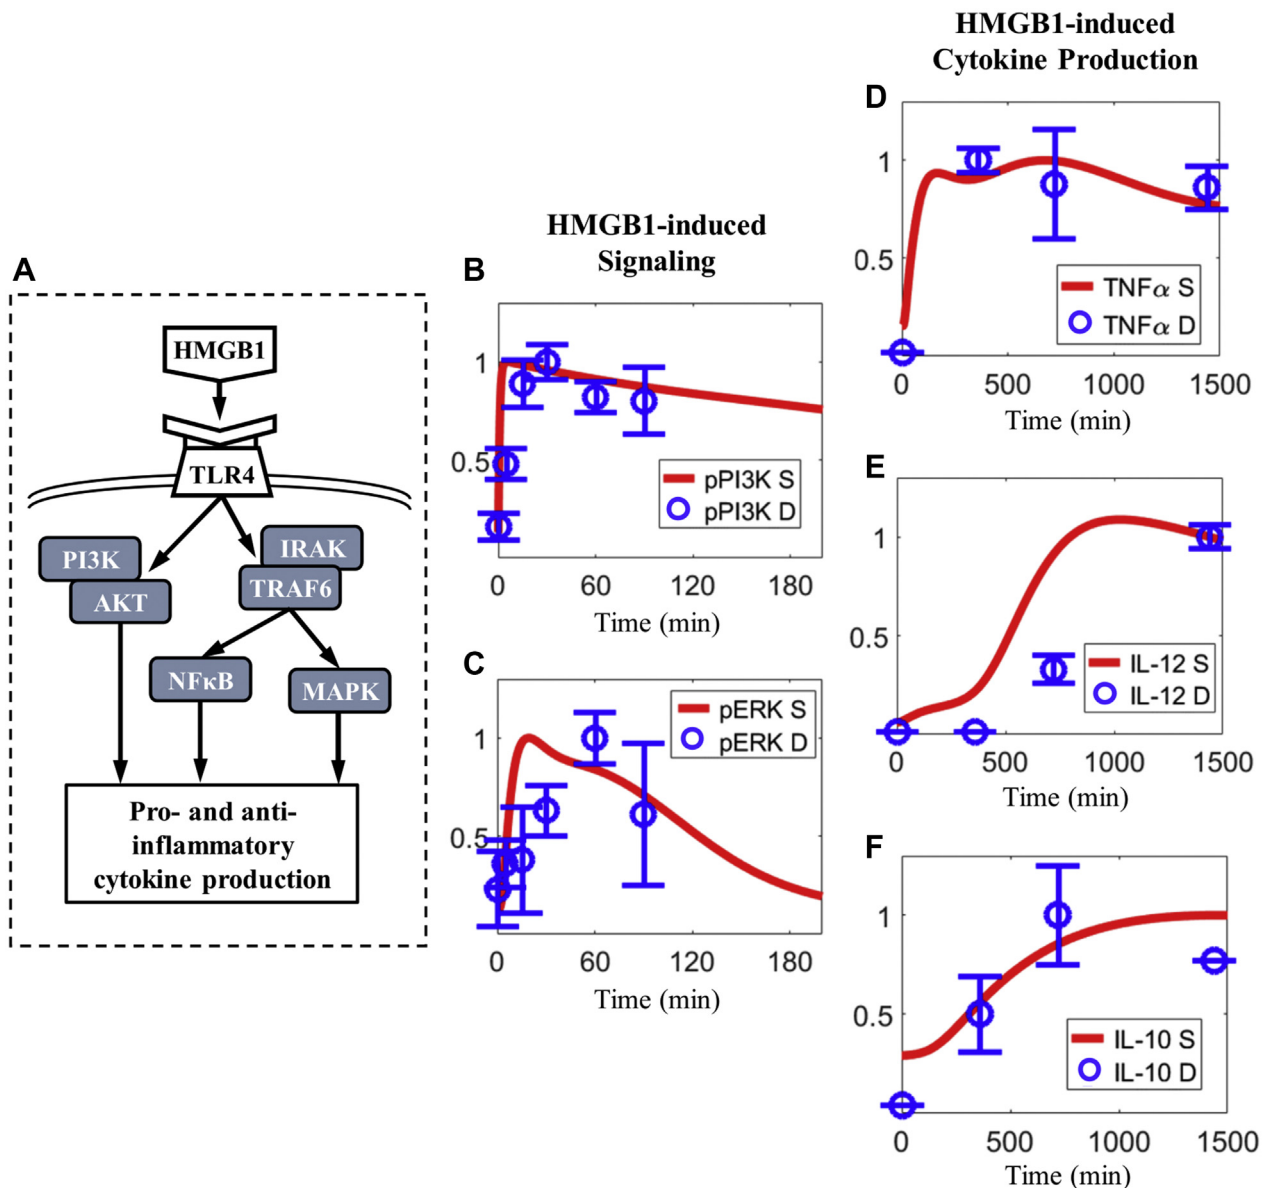 A
HMGB1
TLR4
PI3K
AKT
IRAK
TRAF6
NFκB
MAPK
Pro- and anti-
inflammatory
cytokine production
HMGB1-induced
Signaling
B
1
0.5
pPI3K S
pPI3K D
0 60 120 180
Time (min)
C
1
0.5
pERK S
pERK D
0 60 120 180
Time (min)
HMGB1-induced
Cytokine Production
D
1
0.5
TNFα S
TNFα D
0 500 1000 1500
Time (min)
E
1
0.5
IL-12 S
IL-12 D
0 500 1000 1500
Time (min)
F
1
0.5
IL-10 S
IL-10 D
0 500 1000 1500
Time (min)